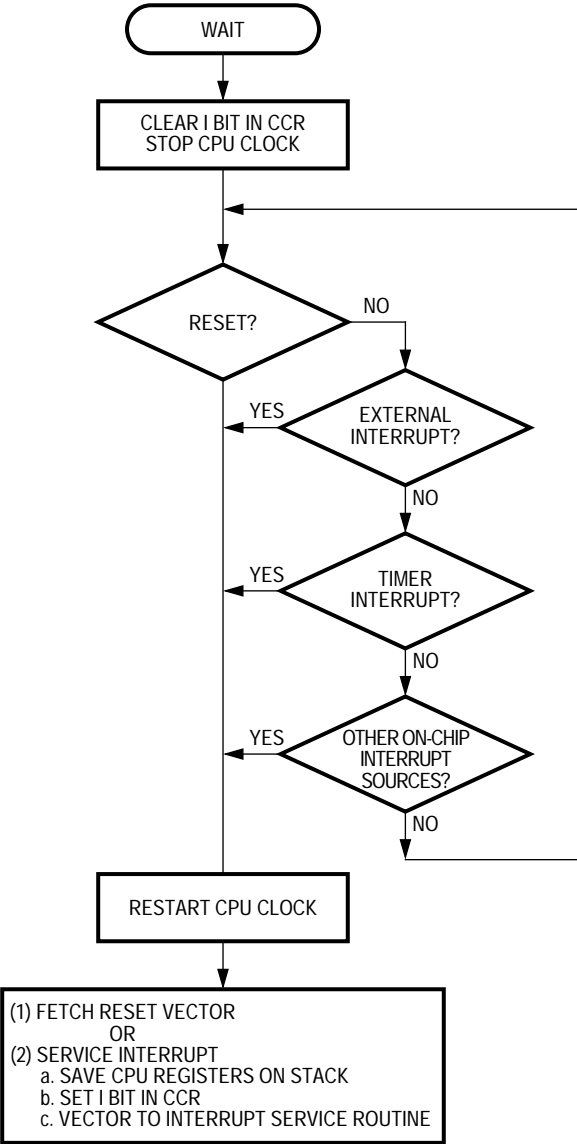 WAIT
CLEAR I BIT IN CCR
STOP CPU CLOCK
RESET?
NO
EXTERNAL
INTERRUPT?
YES
NO
TIMER
INTERRUPT?
YES
NO
OTHER ON-CHIP
INTERRUPT
SOURCES?
YES
NO
RESTART CPU CLOCK
(1) FETCH RESET VECTOR
OR
(2) SERVICE INTERRUPT
a. SAVE CPU REGISTERS ON STACK
b. SET I BIT IN CCR
c. VECTOR TO INTERRUPT SERVICE ROUTINE